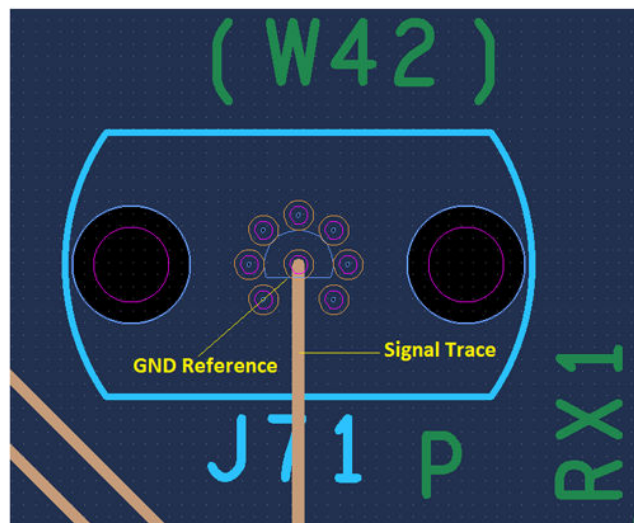 (W42)
GND Reference
Signal Trace
J71
P
RX1